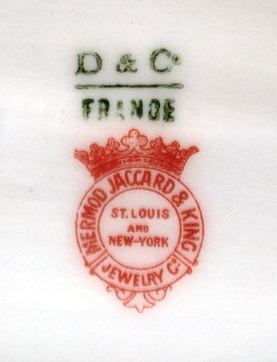 D & Cº
FRANCE
MERMOD JACCARD & KING
ST. LOUIS
AND
NEW-YORK
JEWELRY Cº